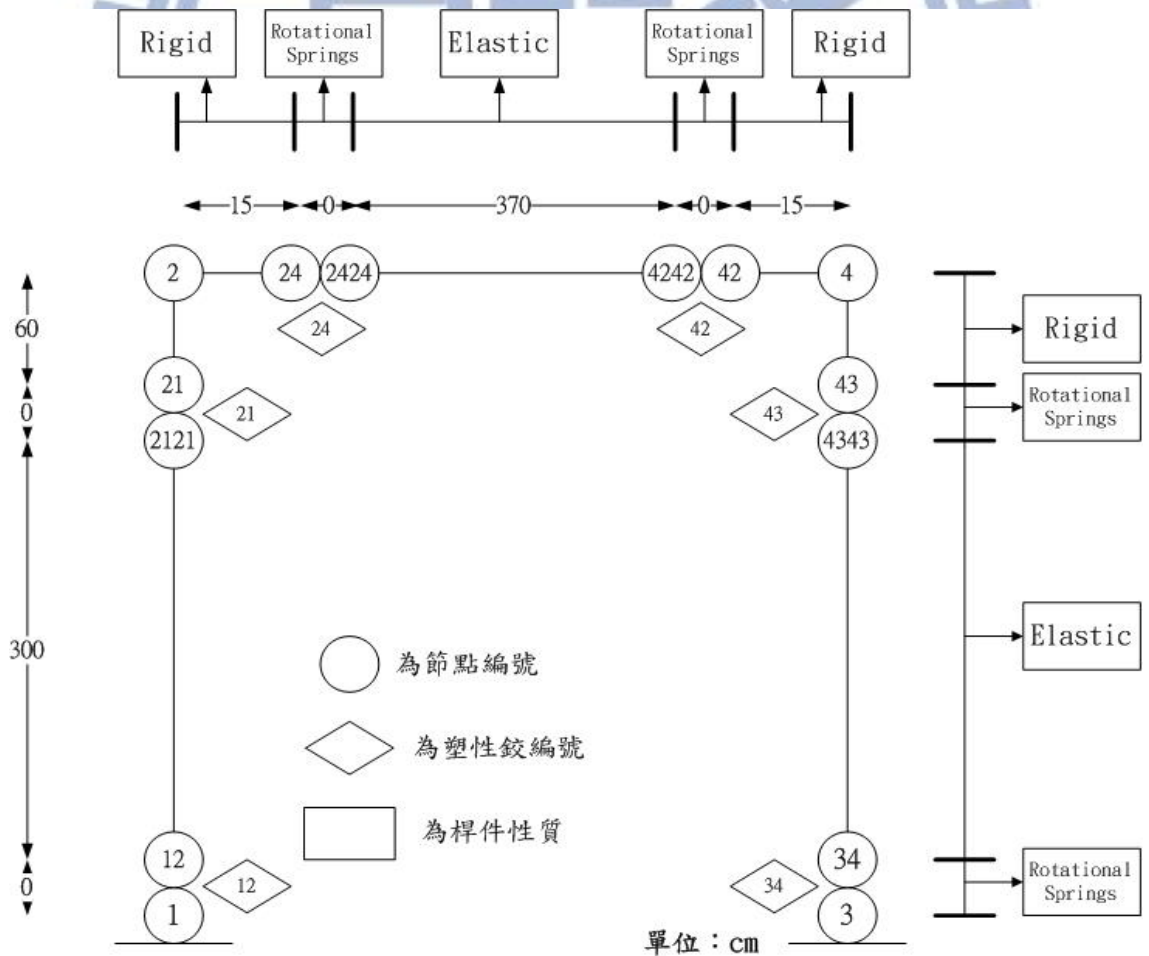 Rigid
Rotational
Springs
Elastic
Rotational
Springs
Rigid
15
0
370
0
15
2
24
2424
4242
42
4
24
42
60
0
300
0
21
2121
21
43
4343
43
Rigid
Rotational
Springs
Elastic
Rotational
Springs
為節點編號
為塑性鉸編號
為桿件性質
12
1
12
34
3
34
單位：cm